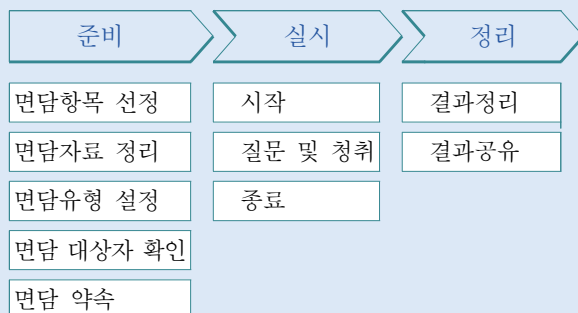 준비
실시
정리
면담항목 선정
면담자료 정리
면담유형 설정
면담 대상자 확인
면담 약속
시작
질문 및 청취
종료
결과정리
결과공유